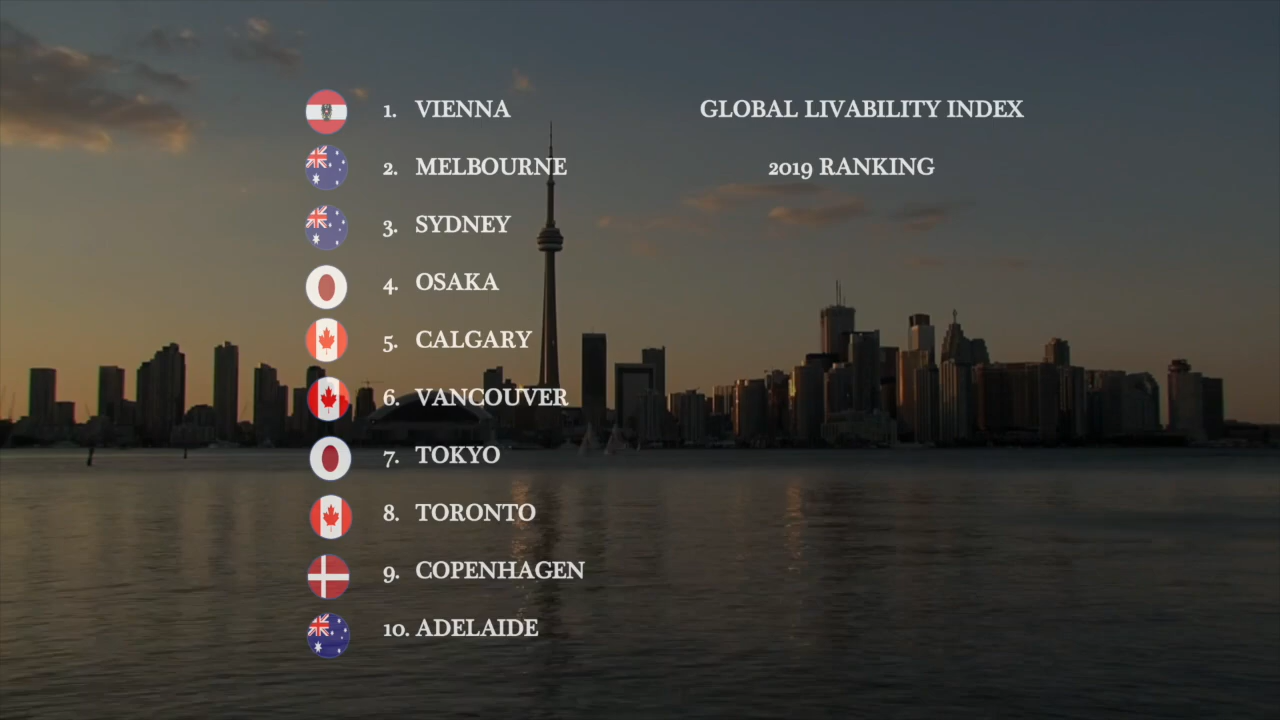 1. VIENNA
2. MELBOURNE
3. SYDNEY
4. OSAKA
5. CALGARY
6. VANCOUVER
7. TOKYO
8. TORONTO
9. COPENHAGEN
10. ADELAIDE
GLOBAL LIVABILITY INDEX
2019 RANKING